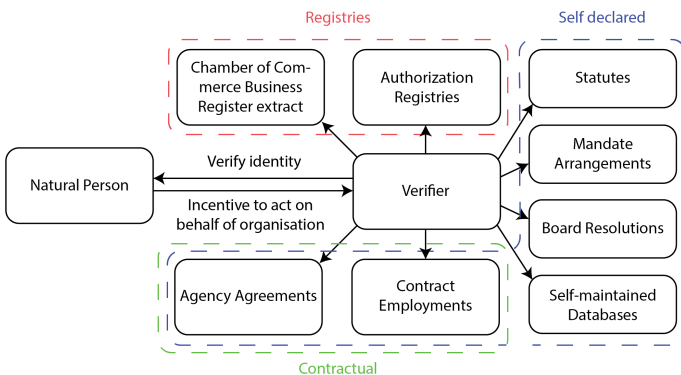 Registries
Self declared
Chamber of Com-
merce Business
Register extract
Authorization
Registries
Statutes
Mandate
Arrangements
Verify identity
Natural Person
Verifier
Incentive to act on
behalf of organisation
Board Resolutions
Agency Agreements
Contract
Employments
Self-maintained
Databases
Contractual